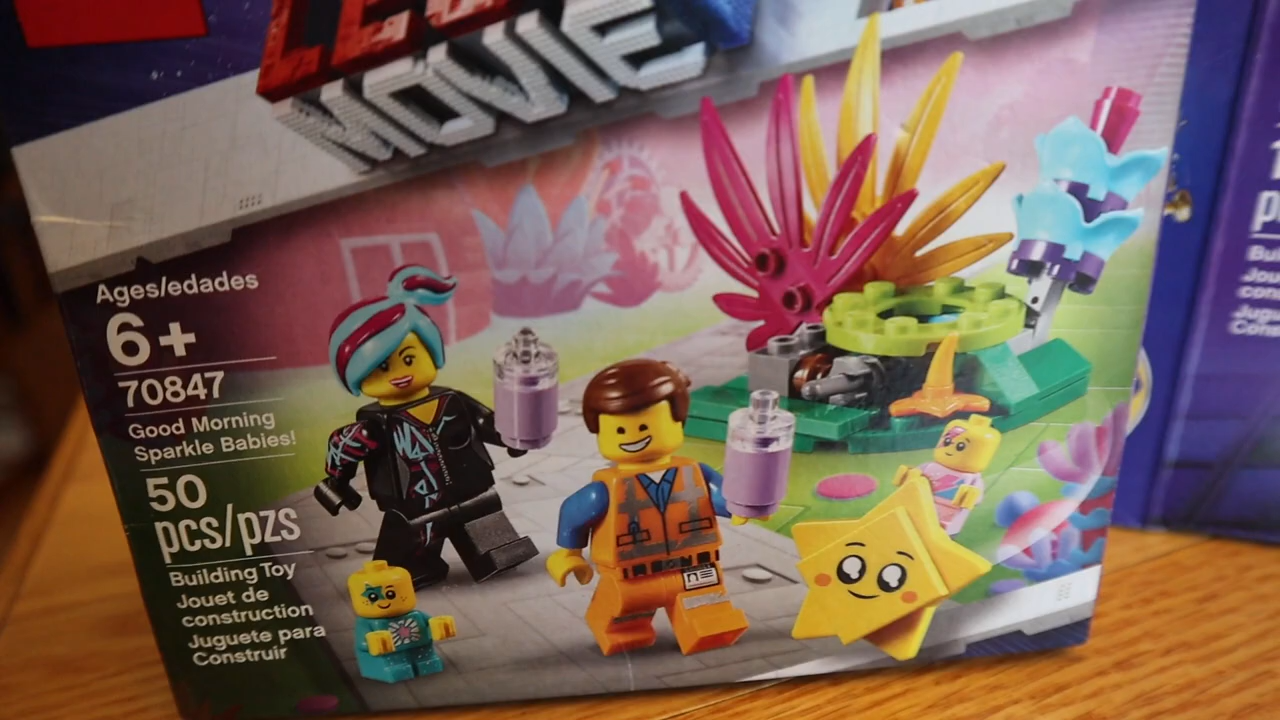 MOVIE
Ages/edades
6+
70847
Good Morning
Sparkle Babies!
50
pcs/pzs
Building Toy
Jouet de
construction
Juguete para
Construir